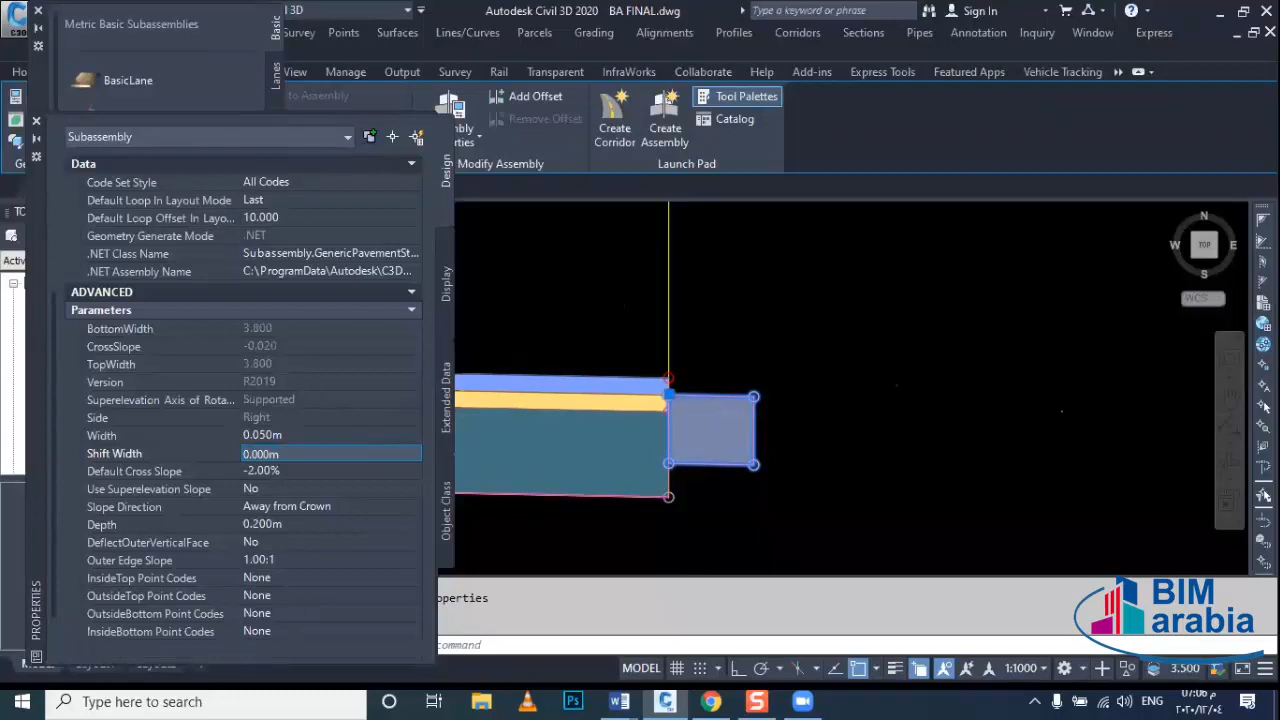 Metric Basic Subassemblies
BasicLane
Basic
Lanes
3D
Autodesk Civil 3D 2020 BA FINAL.dwg
Type a keyword or phrase
Sign In
Survey Points Surfaces Lines/Curves Parcels Grading Alignments Profiles Corridors Sections Pipes Annotation Inquiry Window Express
View Manage Output Survey Rail Transparent InfraWorks Collaborate Help Add-ins Express Tools Featured Apps Vehicle Tracking
to Assembly
Add Offset
Remove Offset
Modify Assembly
Create Corridor
Create Assembly
Tool Palettes
Catalog
Launch Pad
Subassembly
Data
Code Set Style All Codes
Default Loop In Layout Mode Last
Default Loop Offset In Layo... 10.000
Geometry Generate Mode .NET
.NET Class Name Subassembly.GenericPavementSt...
.NET Assembly Name C:\ProgramData\Autodesk\C3D...
ADVANCED
Parameters
BottomWidth 3.800
CrossSlope -0.020
TopWidth 3.800
Version R2019
Superelevation Axis of Rota... Supported
Side Right
Width 0.050m
Shift Width 0.000m
Default Cross Slope -2.00%
Use Superelevation Slope No
Slope Direction Away from Crown
Depth 0.200m
DeflectOuterVerticalFace No
Outer Edge Slope 1.00:1
InsideTop Point Codes None
OutsideTop Point Codes None
OutsideBottom Point Codes None
InsideBottom Point Codes None
Design
Display
Extended Data
Object Class
PROPERTIES
N
W TOP E
S
WCS
BIM
arabia
MODEL 1:1000 3.500
Type here to search
ENG